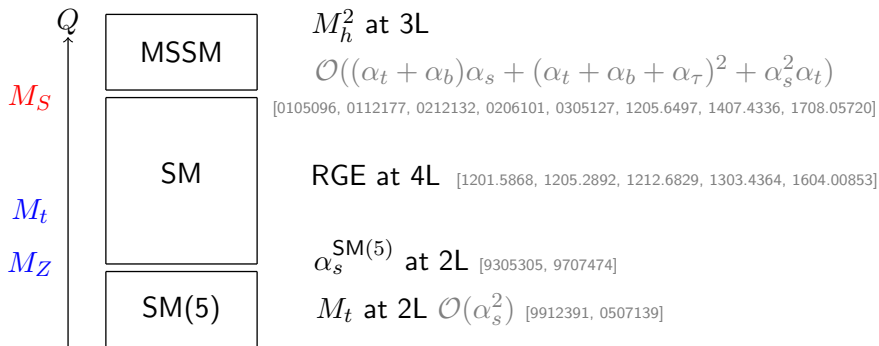 Q
MSSM
M_h^2 at 3L
O((α_t + α_b)α_s + (α_t + α_b + α_τ)^2 + α_s^2 α_t)
M_S
[0105096, 0112177, 0212132, 0206101, 0305127, 1205.6497, 1407.4336, 1708.05720]
SM
RGE at 4L [1201.5868, 1205.2892, 1212.6829, 1303.4364, 1604.00853]
M_t
M_Z
α_s^SM(5) at 2L [9305305, 9707474]
SM(5)
M_t at 2L O(α_s^2) [9912391, 0507139]